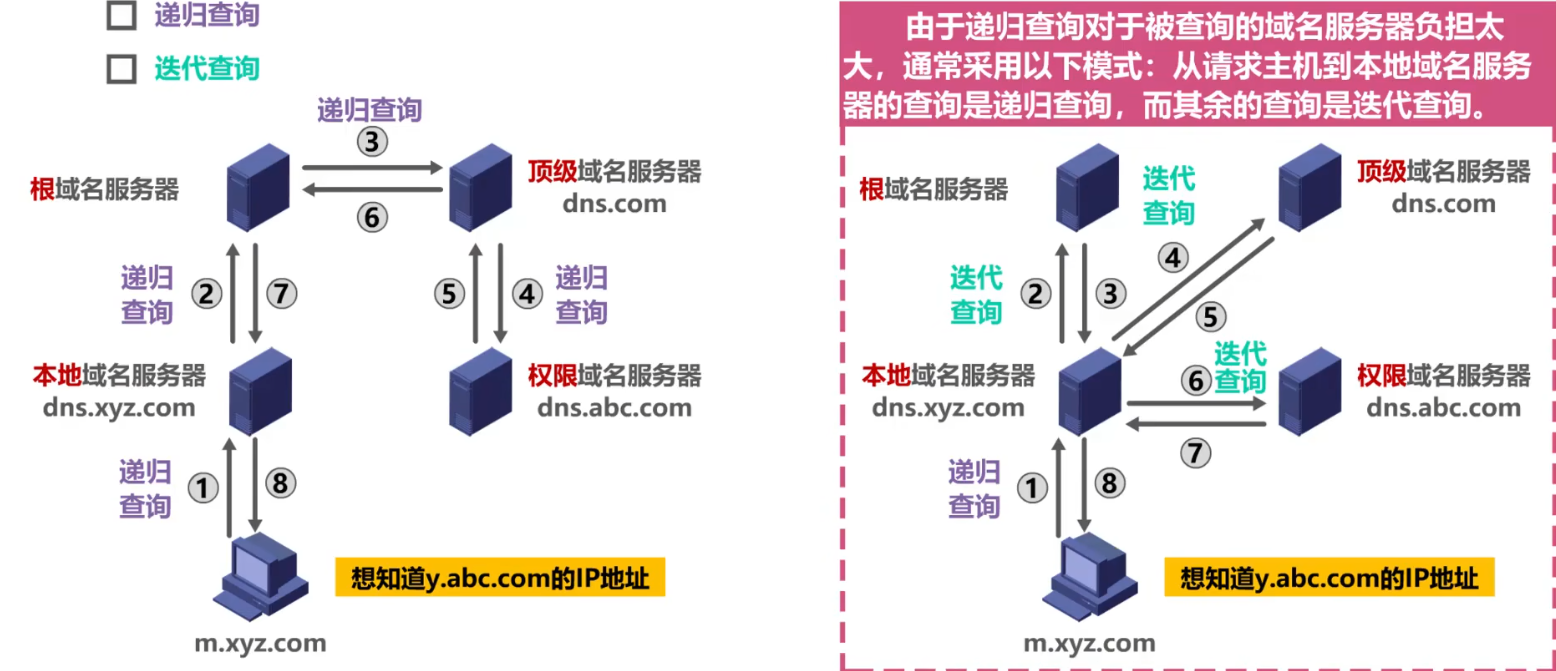 递归查询
迭代查询
递归查询
③
根域名服务器
顶级域名服务器
dns.com
⑥
递归
查询
②
⑦
⑤
④
递归
查询
本地域名服务器
dns.xyz.com
权限域名服务器
dns.abc.com
递归
查询
①
⑧
想知道y.abc.com的IP地址
m.xyz.com
由于递归查询对于被查询的域名服务器负担太
大，通常采用以下模式：从请求主机到本地域名服务
器的查询是递归查询，而其余的查询是迭代查询。
根域名服务器
迭代
查询
顶级域名服务器
dns.com
④
迭代
查询
②
③
⑤
本地域名服务器
dns.xyz.com
迭代
查询
⑥
权限域名服务器
dns.abc.com
⑦
递归
查询
①
⑧
想知道y.abc.com的IP地址
m.xyz.com